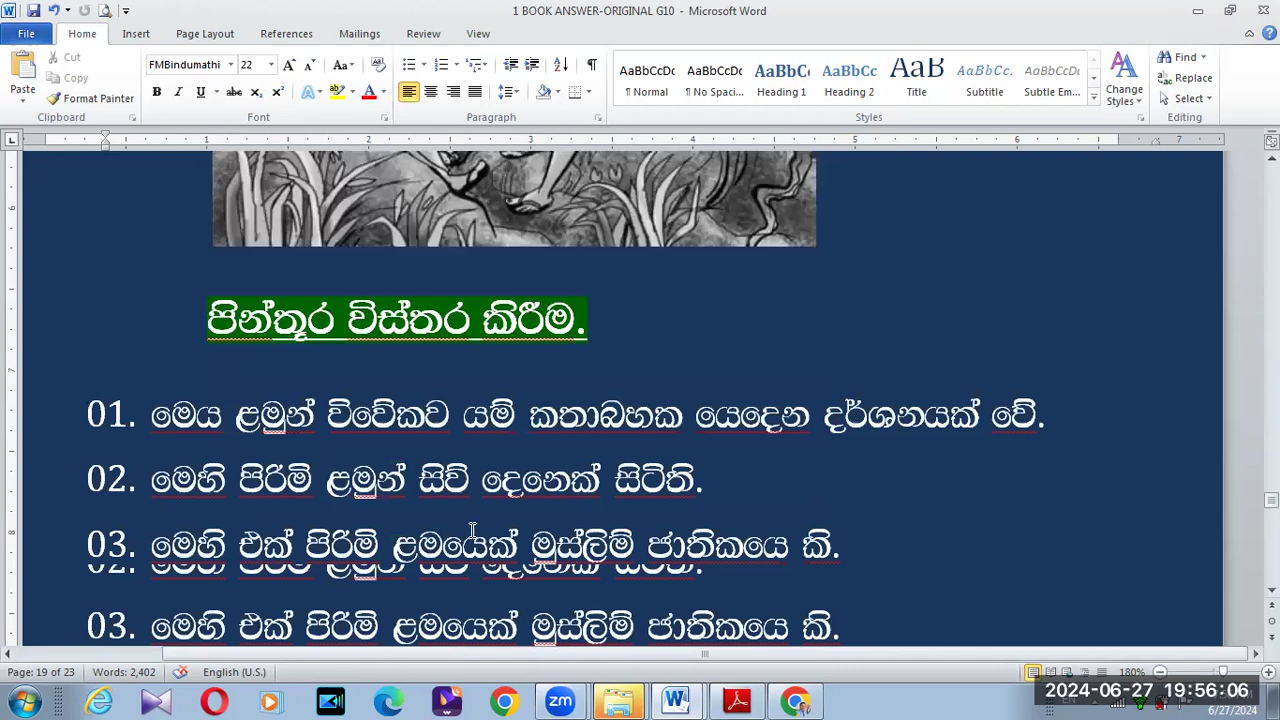 1 BOOK ANSWER-ORIGINAL G10 - Microsoft Word
File Home Insert Page Layout References Mailings Review View
Paste Cut Copy Format Painter
FMBindumathi 22
AaBbCcDc AaBbCcDc AaBbCc AaBbCc AaB AaBbCcDc AaBbCcDc
¶ Normal ¶ No Spaci... Heading 1 Heading 2 Title Subtitle Subtle Em...
Change Styles
Find Replace Select
Clipboard Font Paragraph Styles Editing
පින්තූර විස්තර කිරීම.
01. මෙය ළමුන් විවේකව යම් කතාබහක යෙදෙන දර්ශනයක් වේ.
02. මෙහි පිරිමි ළමුන් සිව් දෙනෙක් සිටිති.
03. මෙහි එක් පිරිමි ළමයෙක් මුස්ලිම් ජාතිකයෙ කි.
03. මෙහි එක් පිරිමි ළමයෙක් මුස්ලිම් ජාතිකයෙ කි.
Page: 19 of 23 Words: 2,402 English (U.S.) 180%
2024-06-27 19:56:06
6/27/2024